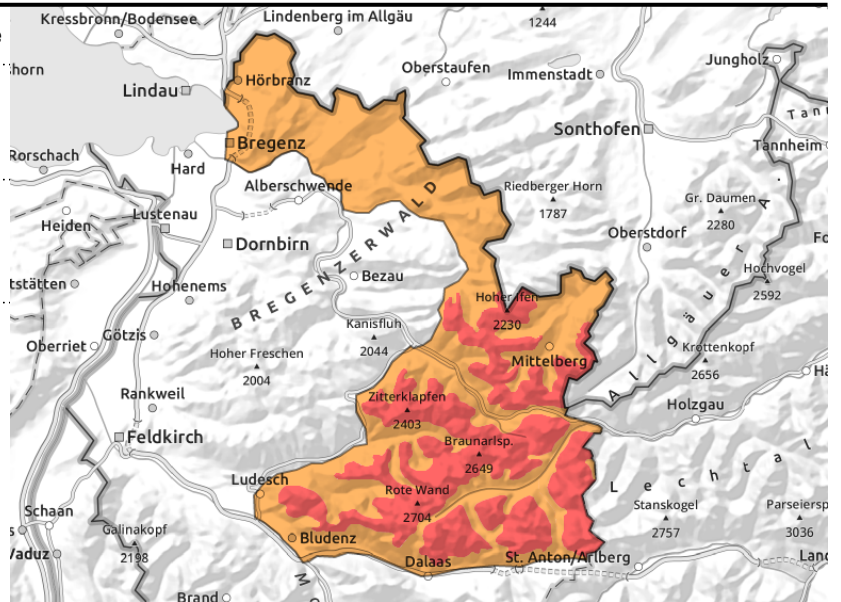 Kressbronn/Bodensee
Lindenberg im Allgäu
1244
Oberstaufen
Immenstadt
Jungholz
Hörbranz
Lindau
Sonthofen
Bregenz
Tannheim
Rorschach
Hard
Alberschwende
Riedberger Horn
1787
Gr. Daumen
2280
Heiden
Lustenau
Dornbirn
Oberstdorf
BREGENZERWALD
Bezau
Hochvogel
2592
Hohenems
Hoher Ifen
2230
Kanisfluh
2044
Götzis
Oberriet
Mittelberg
Krottenkopf
2656
Allgäuer A
Hoher Freschen
2004
Rankweil
Zitterklapfen
2403
Holzgau
Feldkirch
Braunarlsp.
2649
Lechtal
Ludesch
Rote Wand
2704
Stanskogel
2757
Parseiersp
3036
Schaan
Galinakopf
2198
Bludenz
Dalaas
St. Anton/Arlberg
Brand